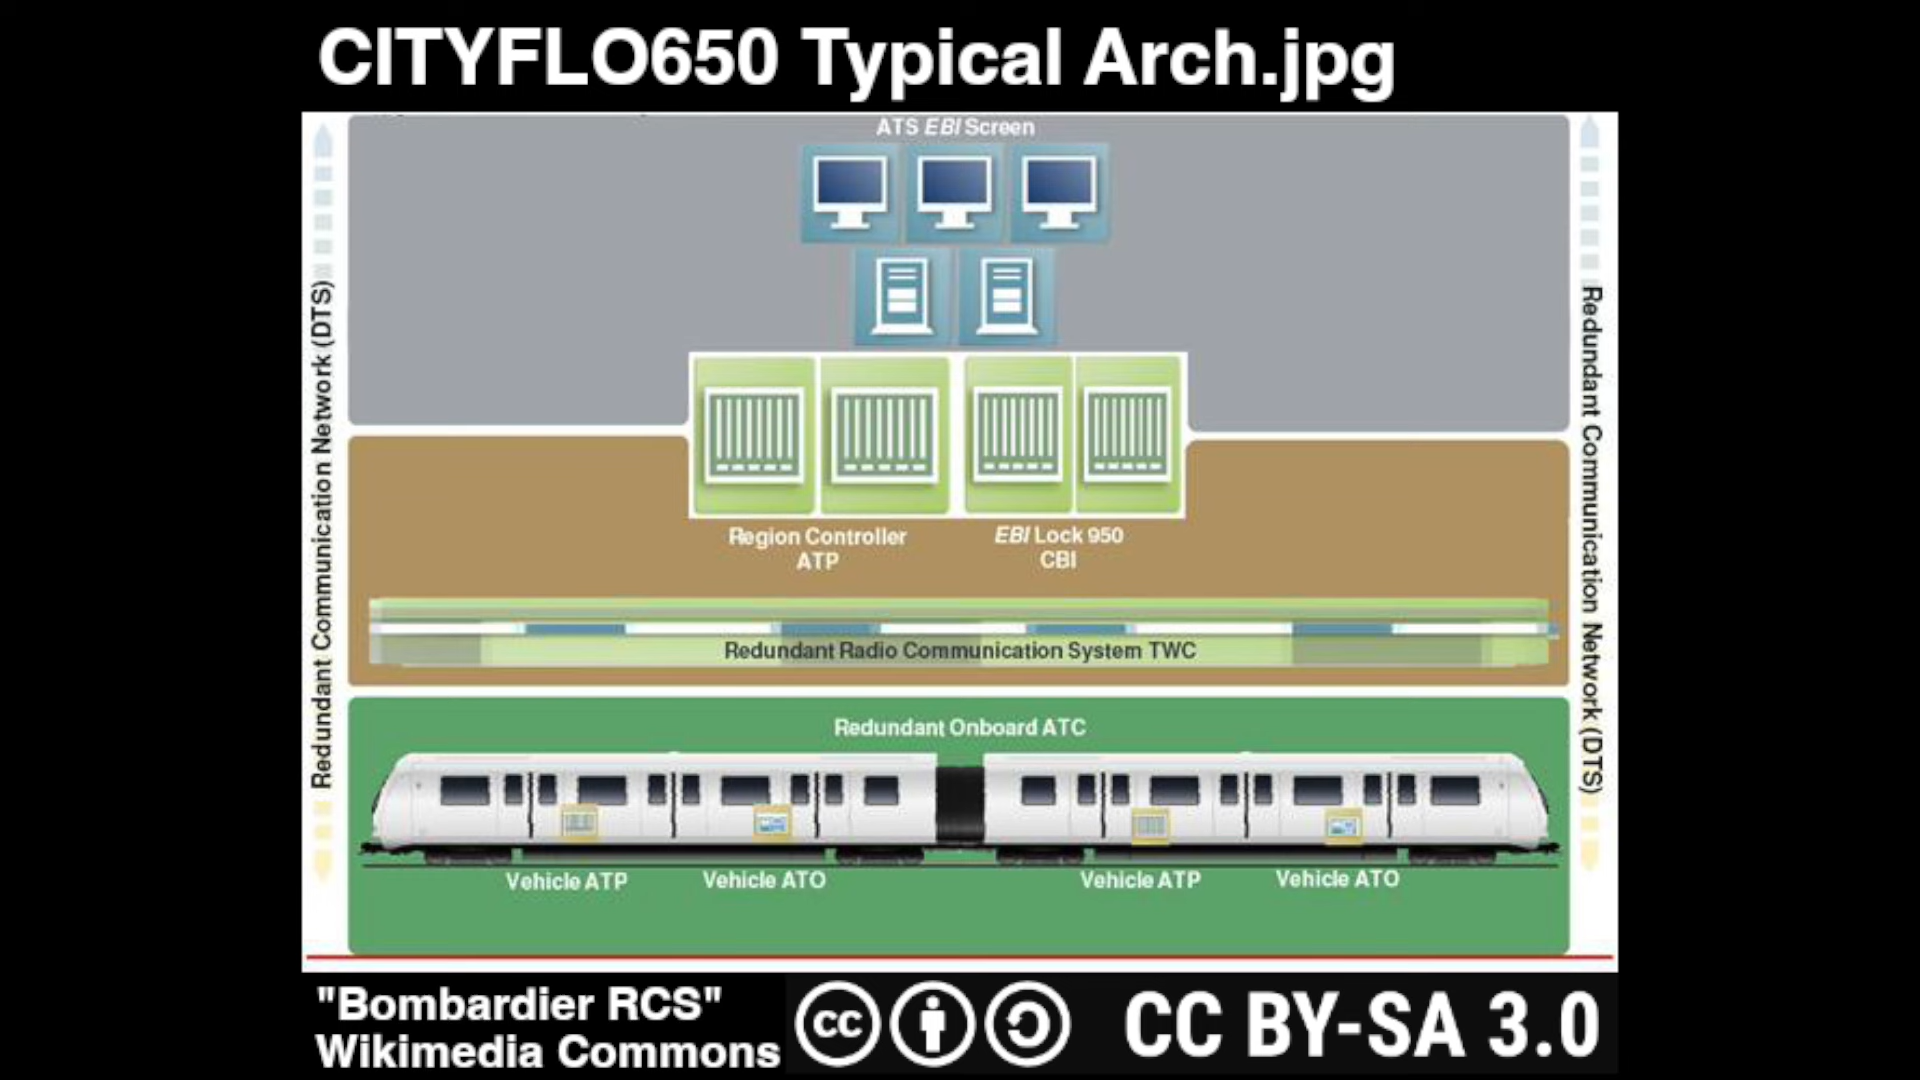 CITYFLO650 Typical Arch.jpg
ATS EBI Screen
Redundant Communication Network (DTS)
Redundant Communication Network (DTS)
Region Controller
ATP
EBI Lock 950
CBI
Redundant Radio Communication System TWC
Redundant Onboard ATC
Vehicle ATP
Vehicle ATO
Vehicle ATP
Vehicle ATO
"Bombardier RCS"
Wikimedia Commons
cc
CC BY-SA 3.0